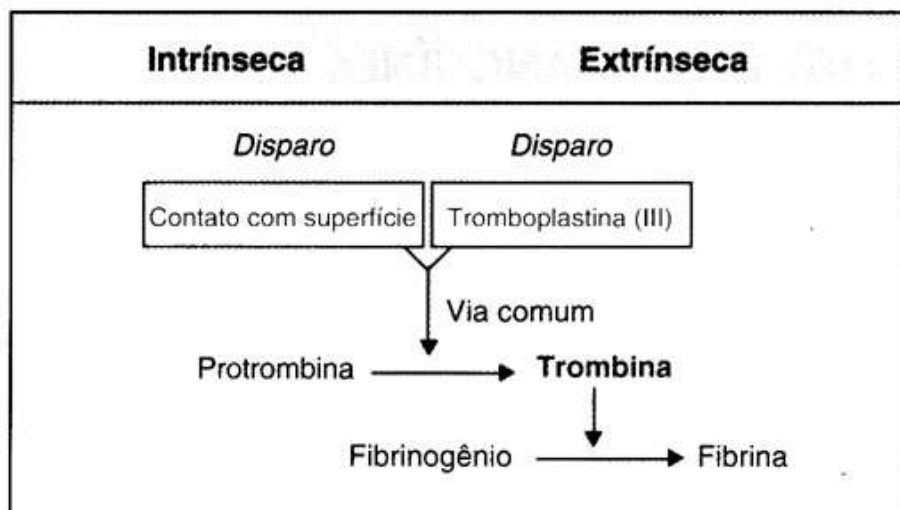 Intrínseca Extrínseca
Disparo Disparo
Contato com superfície Tromboplastina (III)
Via comum
Protrombina Trombina
Fibrinogênio Fibrina